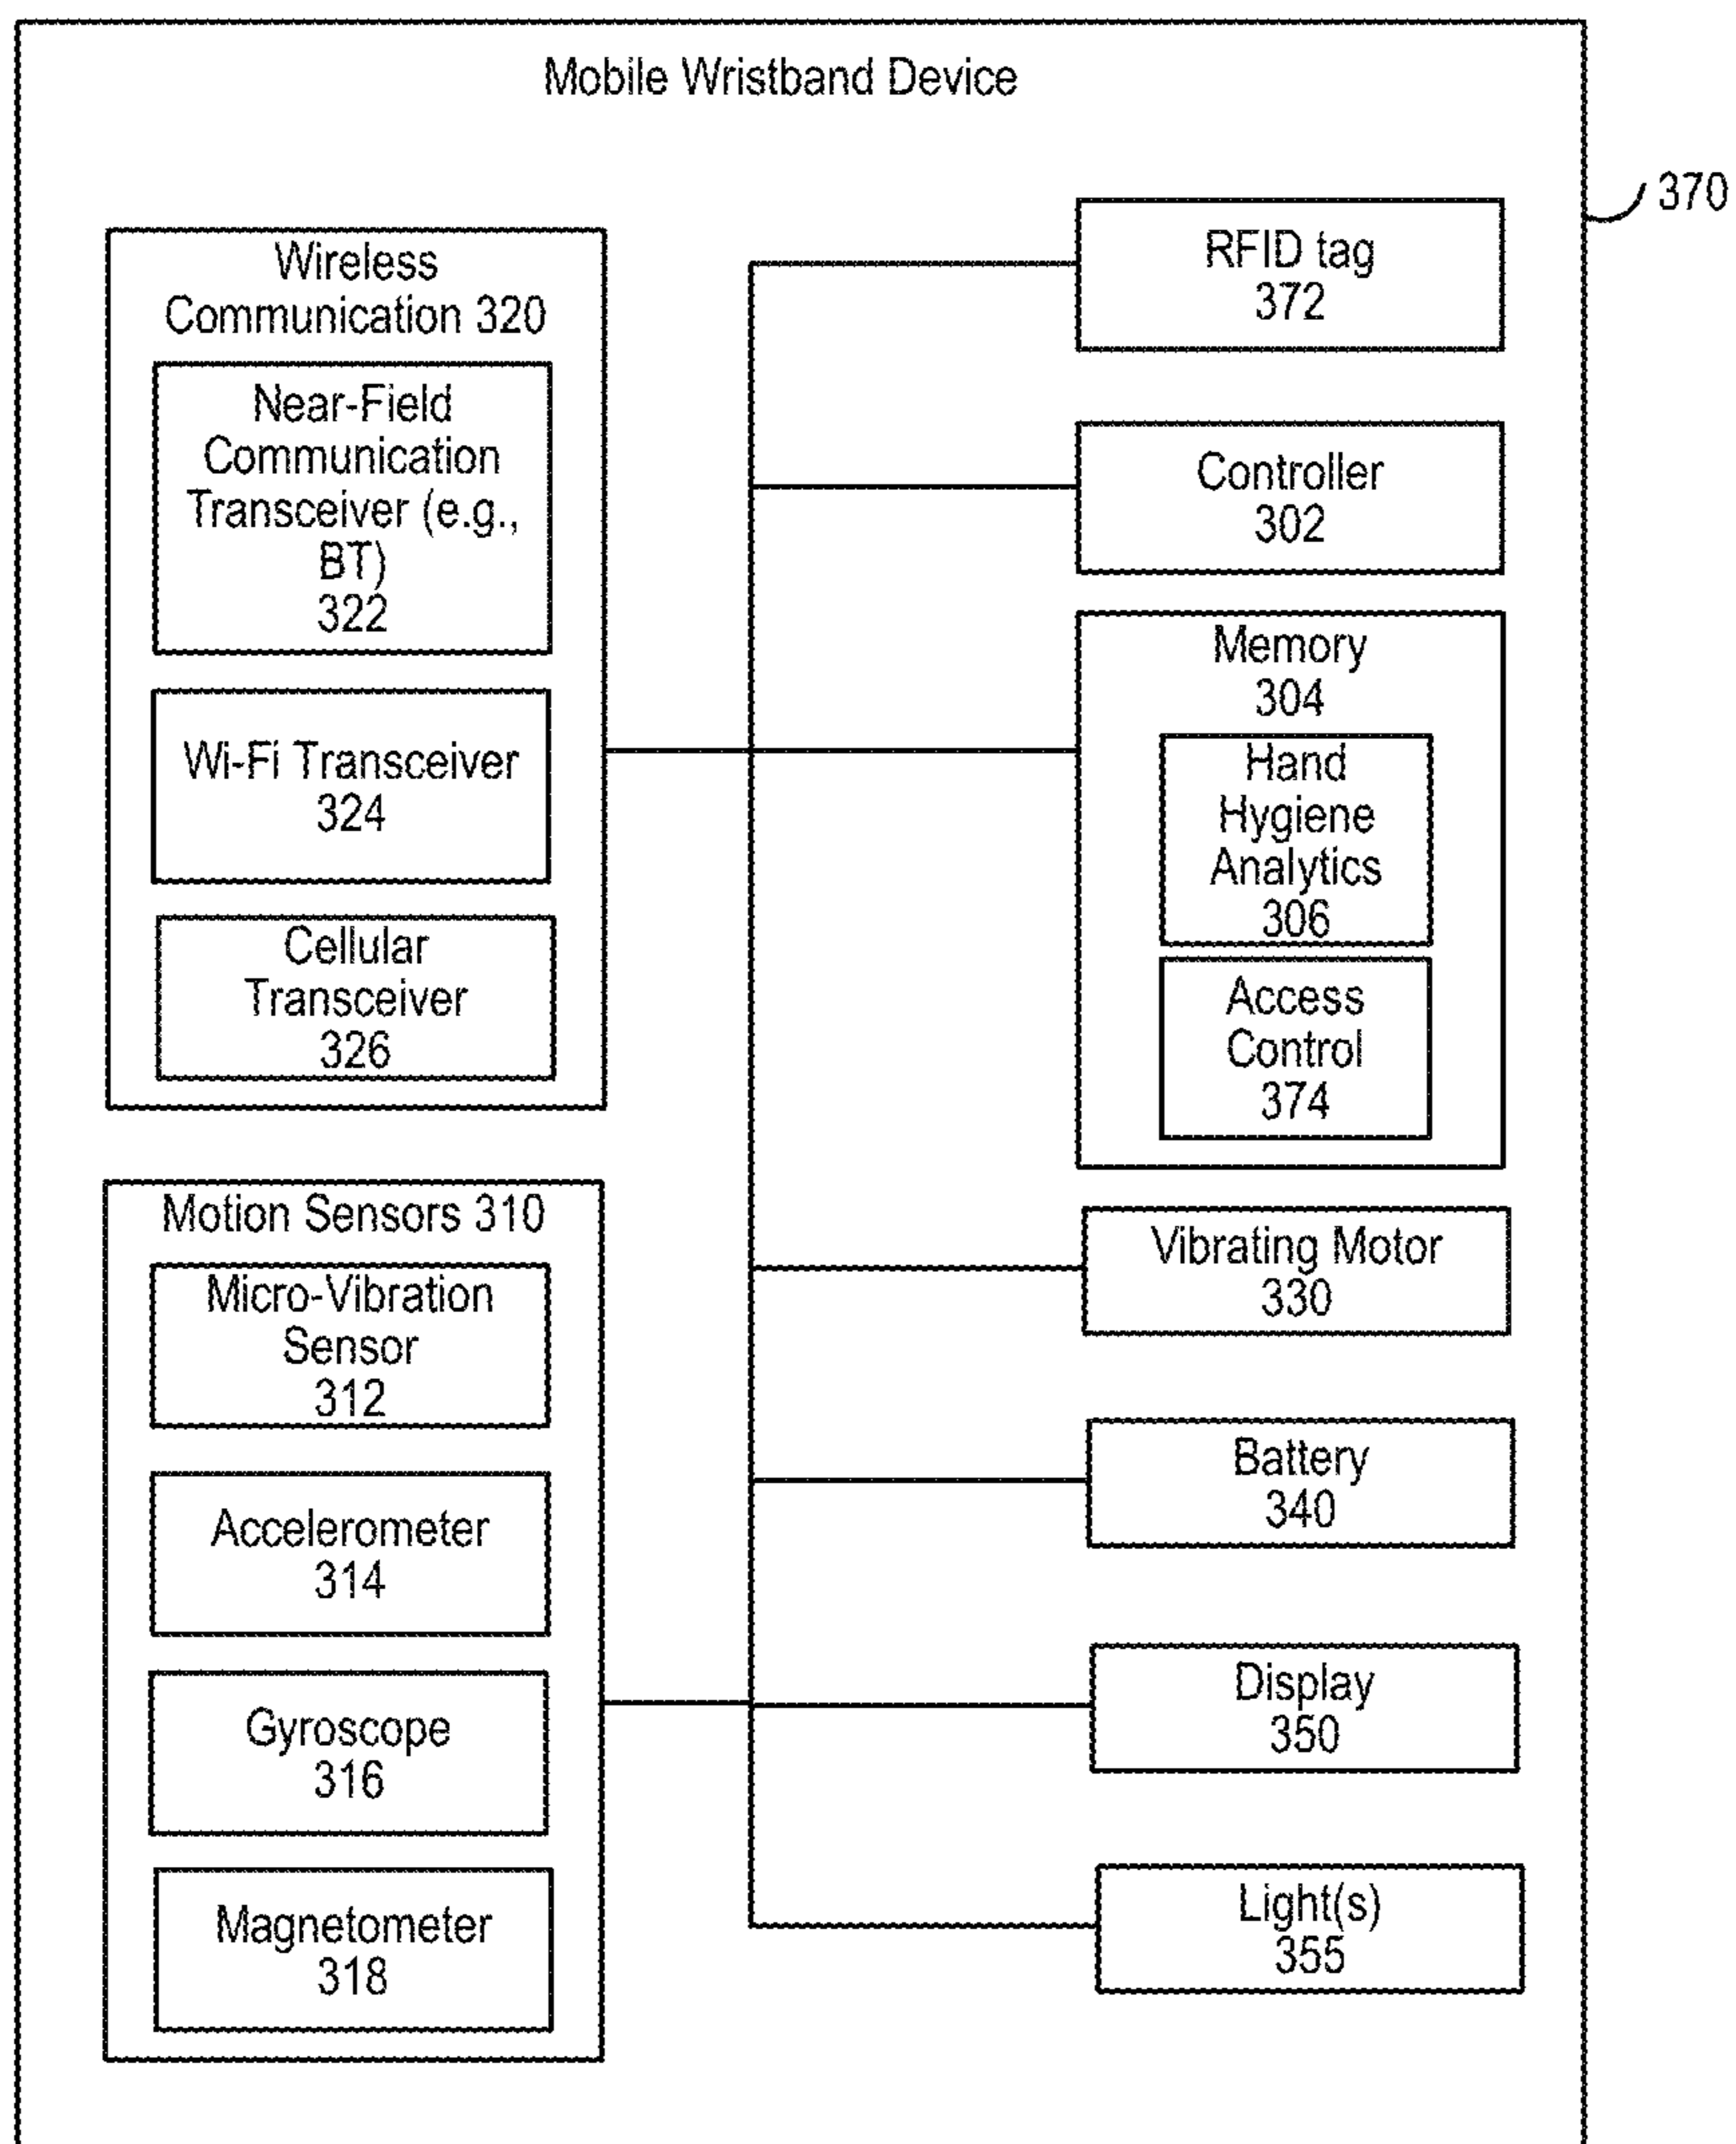 Mobile Wristband Device
370
Wireless
Communication 320
Near-Field
Communication
Transceiver (e.g.,
BT)
322
Wi-Fi Transceiver
324
Cellular
Transceiver
326
Motion Sensors 310
Micro-Vibration
Sensor
312
Accelerometer
314
Gyroscope
316
Magnetometer
318
RFID tag
372
Controller
302
Memory
304
Hand
Hygiene
Analytics
306
Access
Control
374
Vibrating Motor
330
Battery
340
Display
350
Light(s)
355